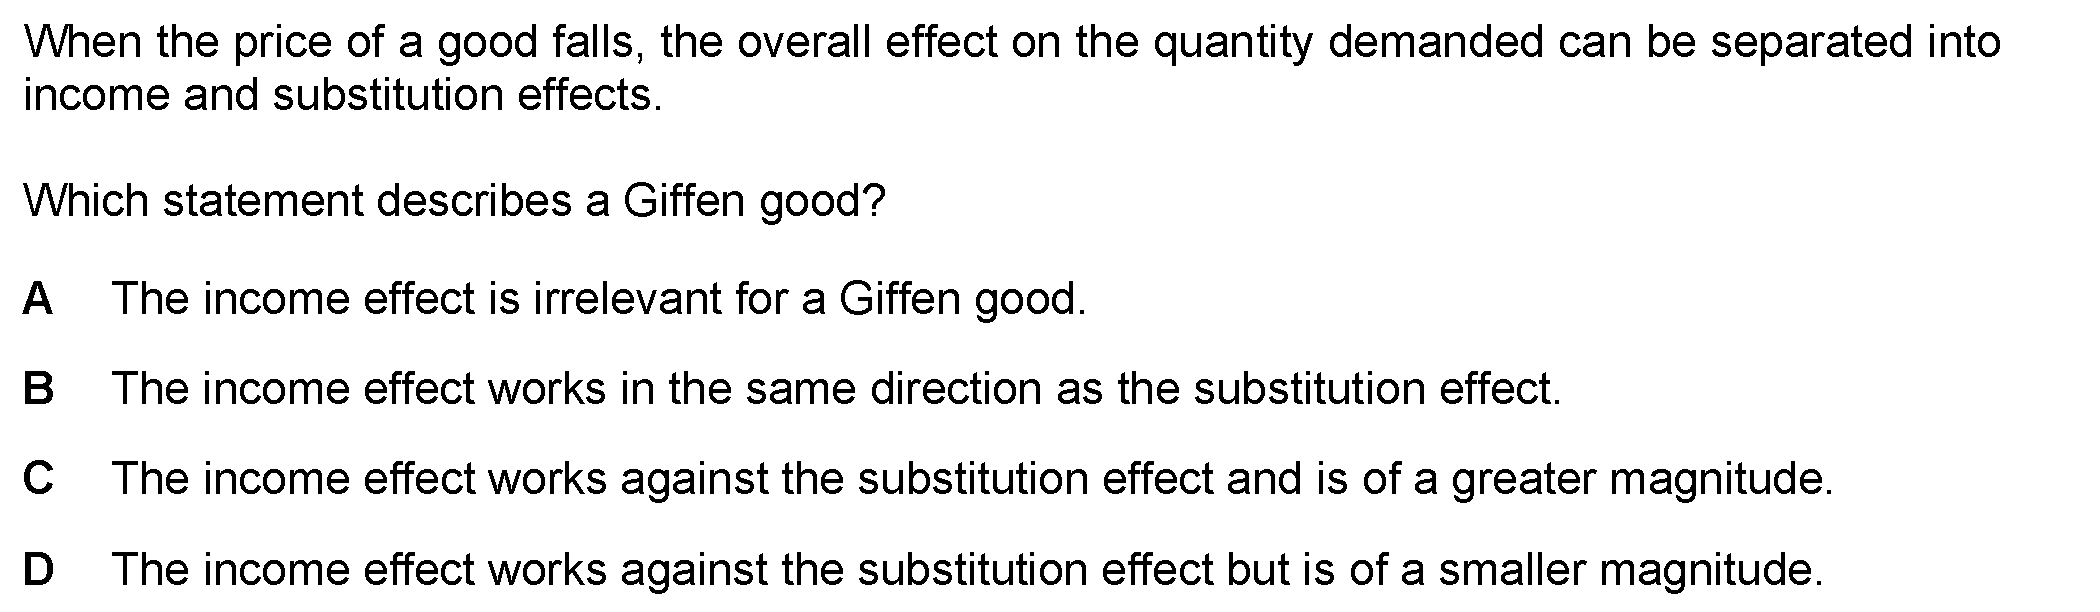 When the price of a good falls, the overall effect on the quantity demanded can be separated into
income and substitution effects.
Which statement describes a Giffen good?
A The income effect is irrelevant for a Giffen good.
B The income effect works in the same direction as the substitution effect.
C The income effect works against the substitution effect and is of a greater magnitude.
D The income effect works against the substitution effect but is of a smaller magnitude.